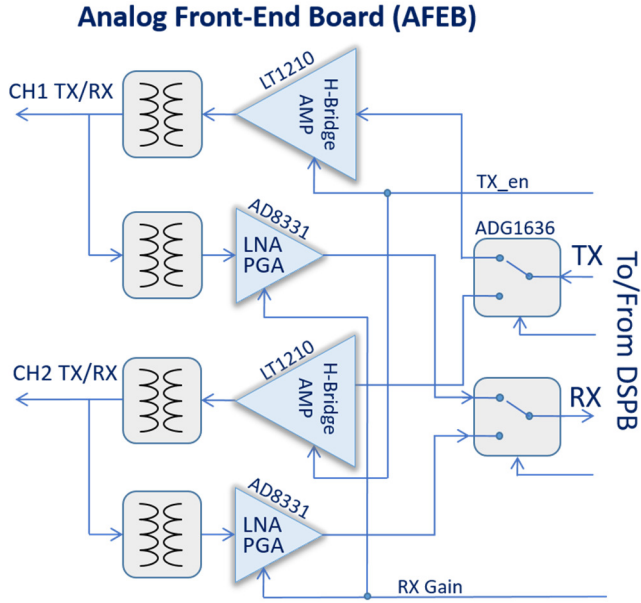 Analog Front-End Board (AFEB)
LT1210
CH1 TX/RX
H-Bridge
AMP
TX_en
AD8331
LNA
PGA
ADG1636
TX
To/From DSPB
LT1210
CH2 TX/RX
H-Bridge
AMP
RX
AD8331
LNA
PGA
RX Gain